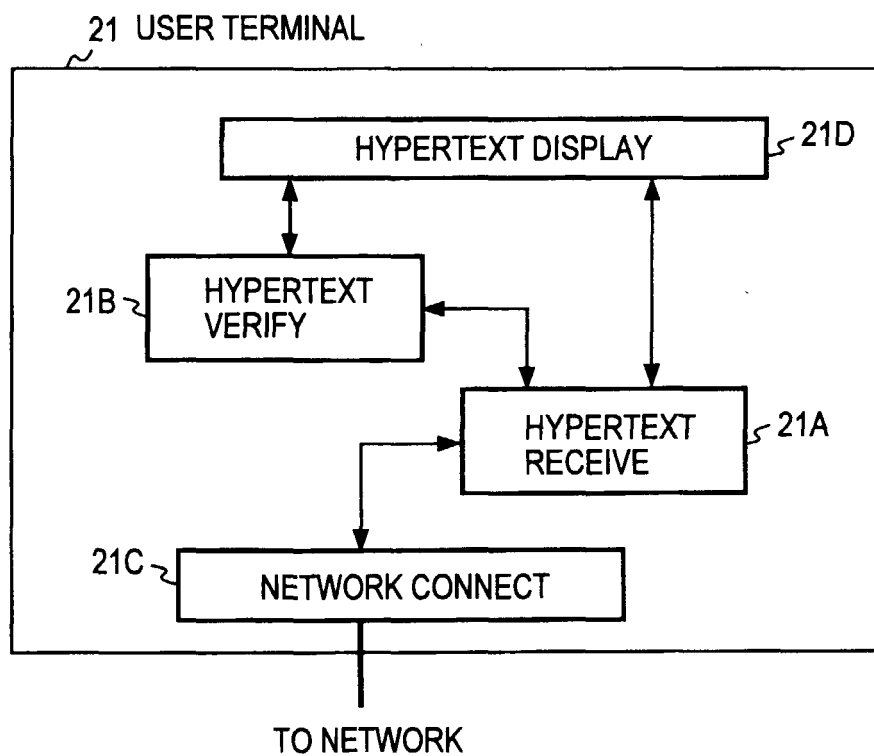 21 USER TERMINAL
HYPERTEXT DISPLAY
21D
21B
HYPERTEXT
VERIFY
HYPERTEXT
RECEIVE
21A
21C
NETWORK CONNECT
TO NETWORK